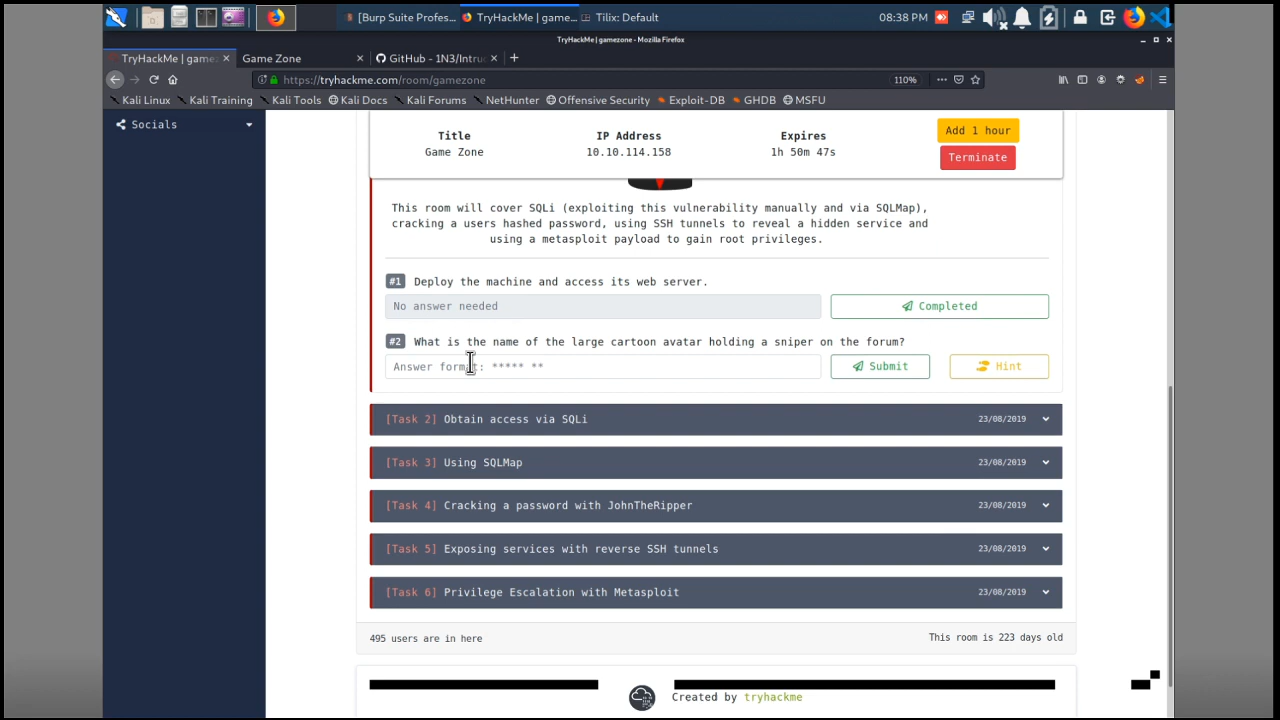 [Burp Suite Profes...
TryHackMe | game...
Tilix: Default
08:38 PM
TryHackMe | gamezone - Mozilla Firefox
TryHackMe | game
Game Zone
GitHub - 1N3/Intru
https://tryhackme.com/room/gamezone
110%
Kali Linux
Kali Training
Kali Tools
Kali Docs
Kali Forums
NetHunter
Offensive Security
Exploit-DB
GHDB
MSFU
Socials
Title
IP Address
Expires
Add 1 hour
Game Zone
10.10.114.158
1h 50m 47s
Terminate
This room will cover SQLi (exploiting this vulnerability manually and via SQLMap),
cracking a users hashed password, using SSH tunnels to reveal a hidden service and
using a metasploit payload to gain root privileges.
#1 Deploy the machine and access its web server.
No answer needed
Completed
#2 What is the name of the large cartoon avatar holding a sniper on the forum?
Answer format: ***** **
Submit
Hint
[Task 2] Obtain access via SQLi
23/08/2019
[Task 3] Using SQLMap
23/08/2019
[Task 4] Cracking a password with JohnTheRipper
23/08/2019
[Task 5] Exposing services with reverse SSH tunnels
23/08/2019
[Task 6] Privilege Escalation with Metasploit
23/08/2019
495 users are in here
This room is 223 days old
Created by tryhackme